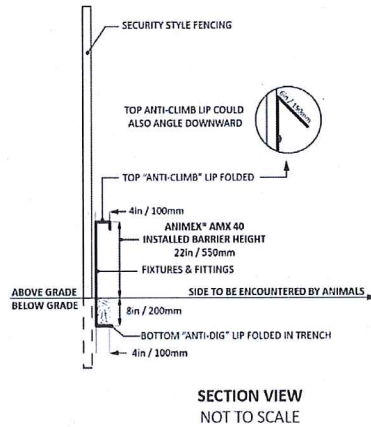 SECURITY STYLE FENCING
TOP ANTI-CLIMB LIP COULD
ALSO ANGLE DOWNWARD
6in / 150mm
TOP "ANTI-CLIMB" LIP FOLDED
4in / 100mm
ANIMEX® AMX 40
INSTALLED BARRIER HEIGHT
22in / 550mm
FIXTURES & FITTINGS
ABOVE GRADE
SIDE TO BE ENCOUNTERED BY ANIMALS
BELOW GRADE
8in / 200mm
BOTTOM "ANTI-DIG" LIP FOLDED IN TRENCH
4in / 100mm
SECTION VIEW
NOT TO SCALE